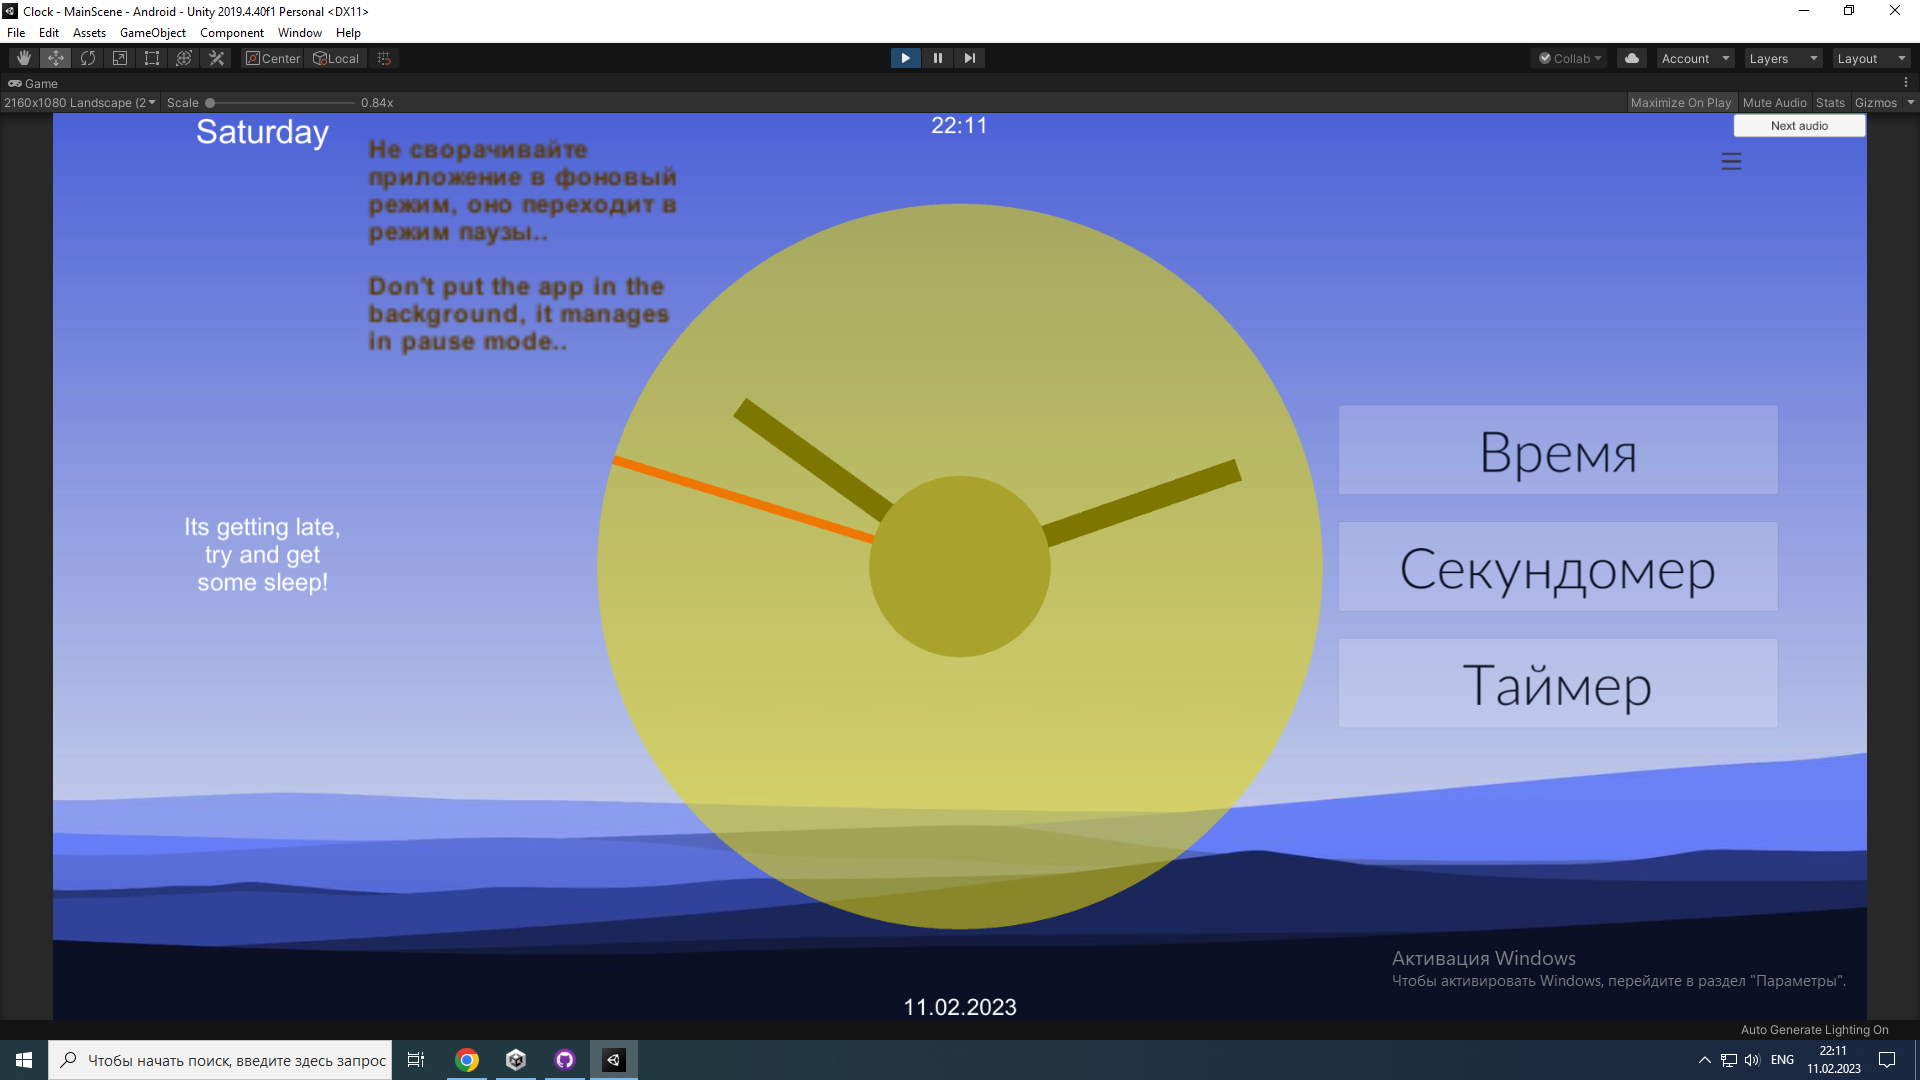 Clock - MainScene - Android - Unity 2019.4.40f1 Personal <DX11>
File Edit Assets GameObject Component Window Help
Center Local Collab Account Layers Layout
Game
2160x1080 Landscape (2 Scale 0.84x Maximize On Play Mute Audio Stats Gizmos
Saturday
22:11
Next audio
Не сворачивайте
приложение в фоновый
режим, оно переходит в
режим паузы..
Don't put the app in the
background, it manages
in pause mode..
Its getting late,
try and get
some sleep!
Время
Секундомер
Таймер
Активация Windows
Чтобы активировать Windows, перейдите в раздел "Параметры".
11.02.2023
Auto Generate Lighting On
Чтобы начать поиск, введите здесь запрос
ENG
22:11
11.02.2023